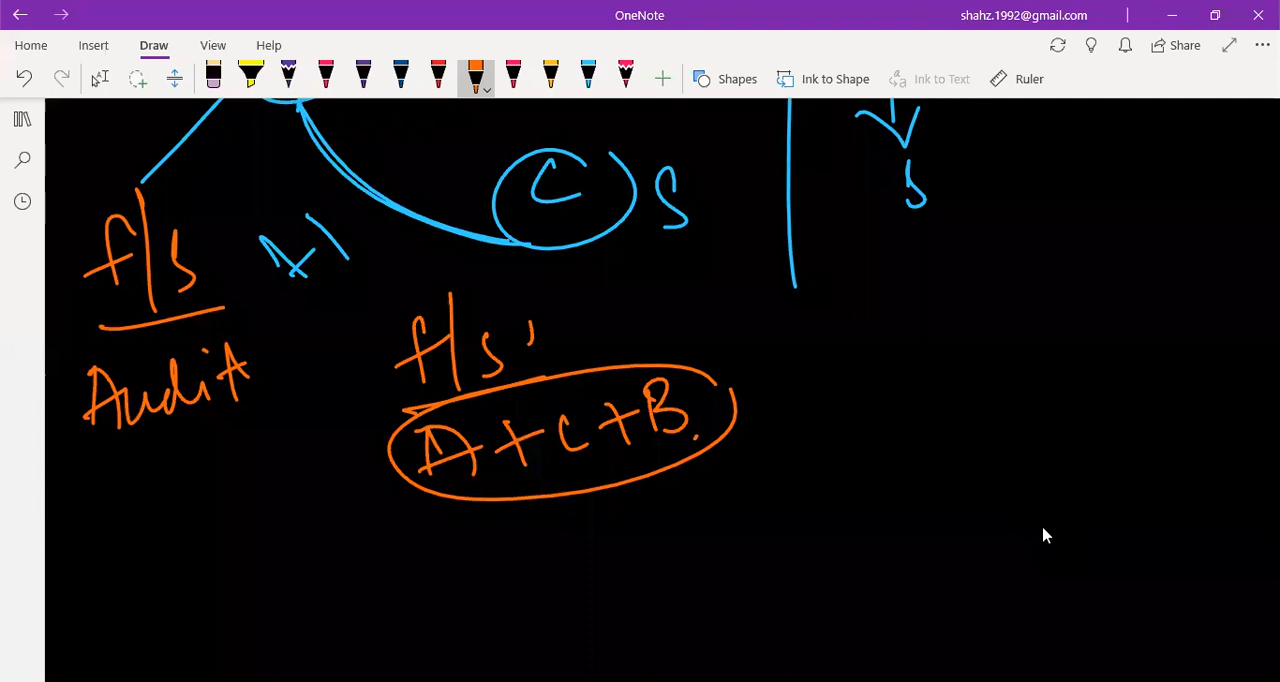 OneNote
shahz.1992@gmail.com
Home Insert Draw View Help
Share
Shapes Ink to Shape Ink to Text Ruler
C S
s
f/s
f/s
Audit
A+C+B